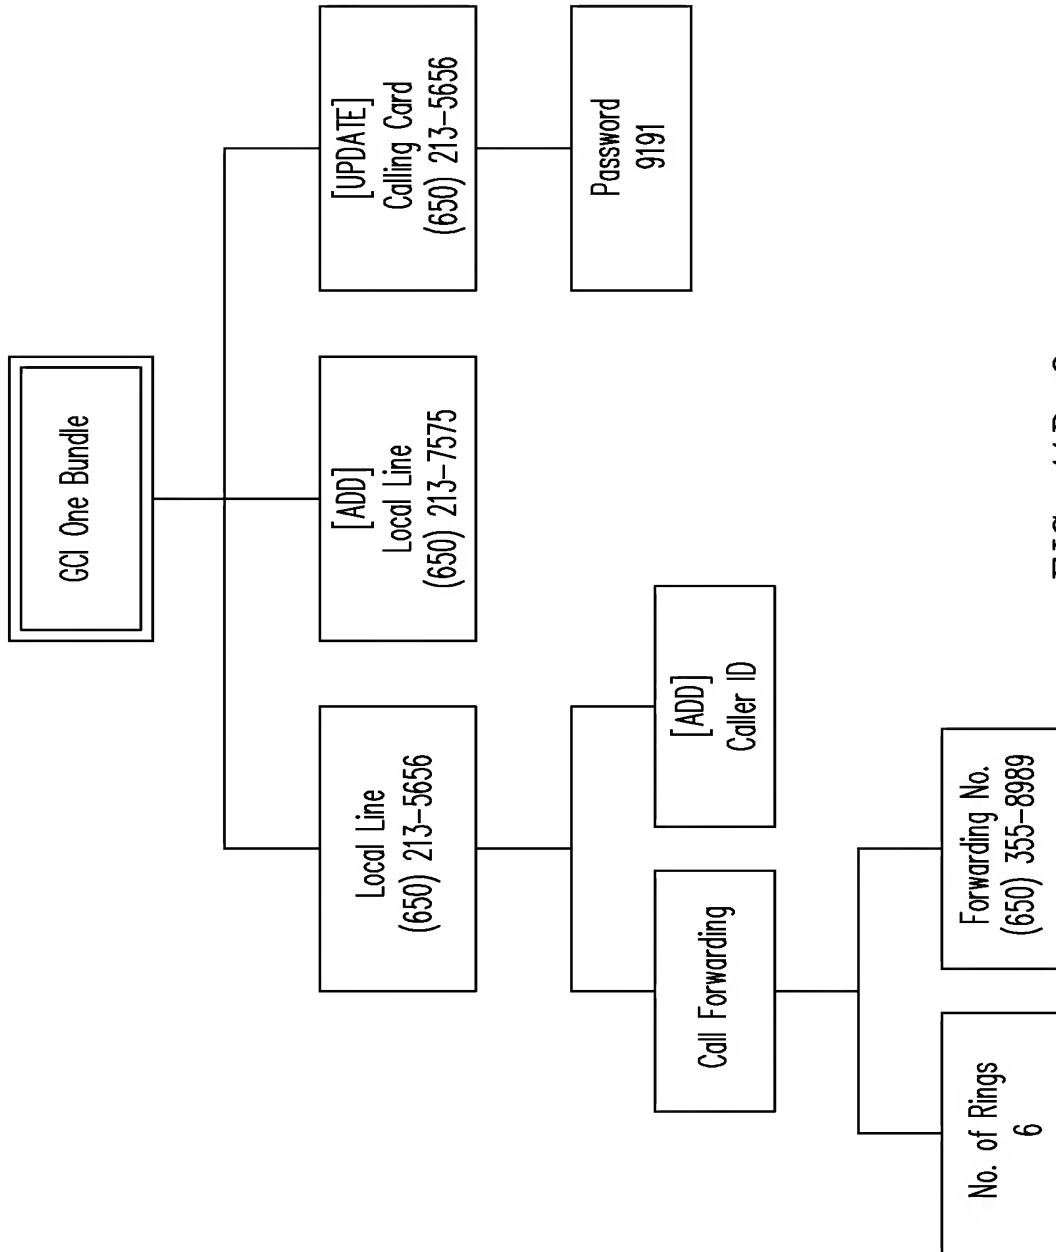 GCI One Bundle
Local Line
(650) 213-5656
[ADD]
Local Line
(650) 213-7575
[UPDATE]
Calling Card
(650) 213-5656
Call Forwarding
[ADD]
Caller ID
Password
9191
No. of Rings
6
Forwarding No.
(650) 355-8989